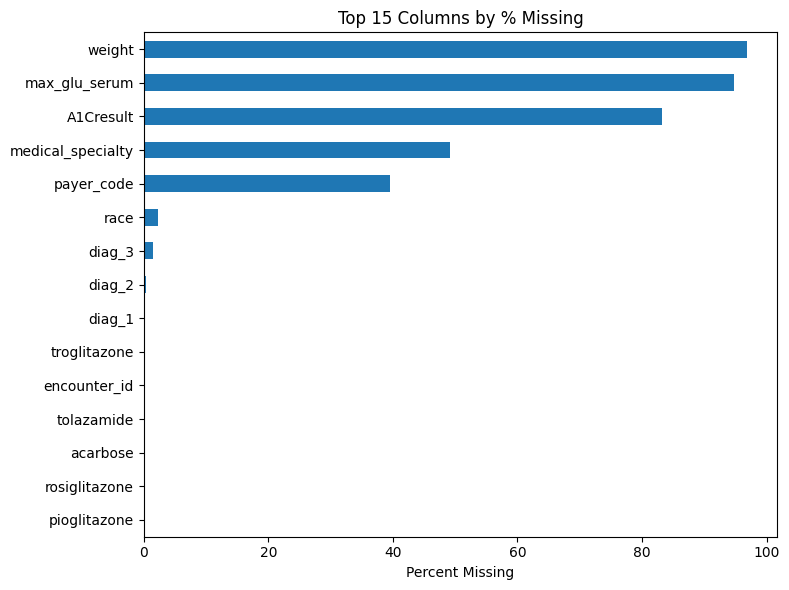 Top 15 Columns by % Missing
weight
max_glu_serum
A1Cresult
medical_specialty
payer_code
race
diag_3
diag_2
diag_1
troglitazone
encounter_id
tolazamide
acarbose
rosiglitazone
pioglitazone
0 20 40 60 80 100
Percent Missing